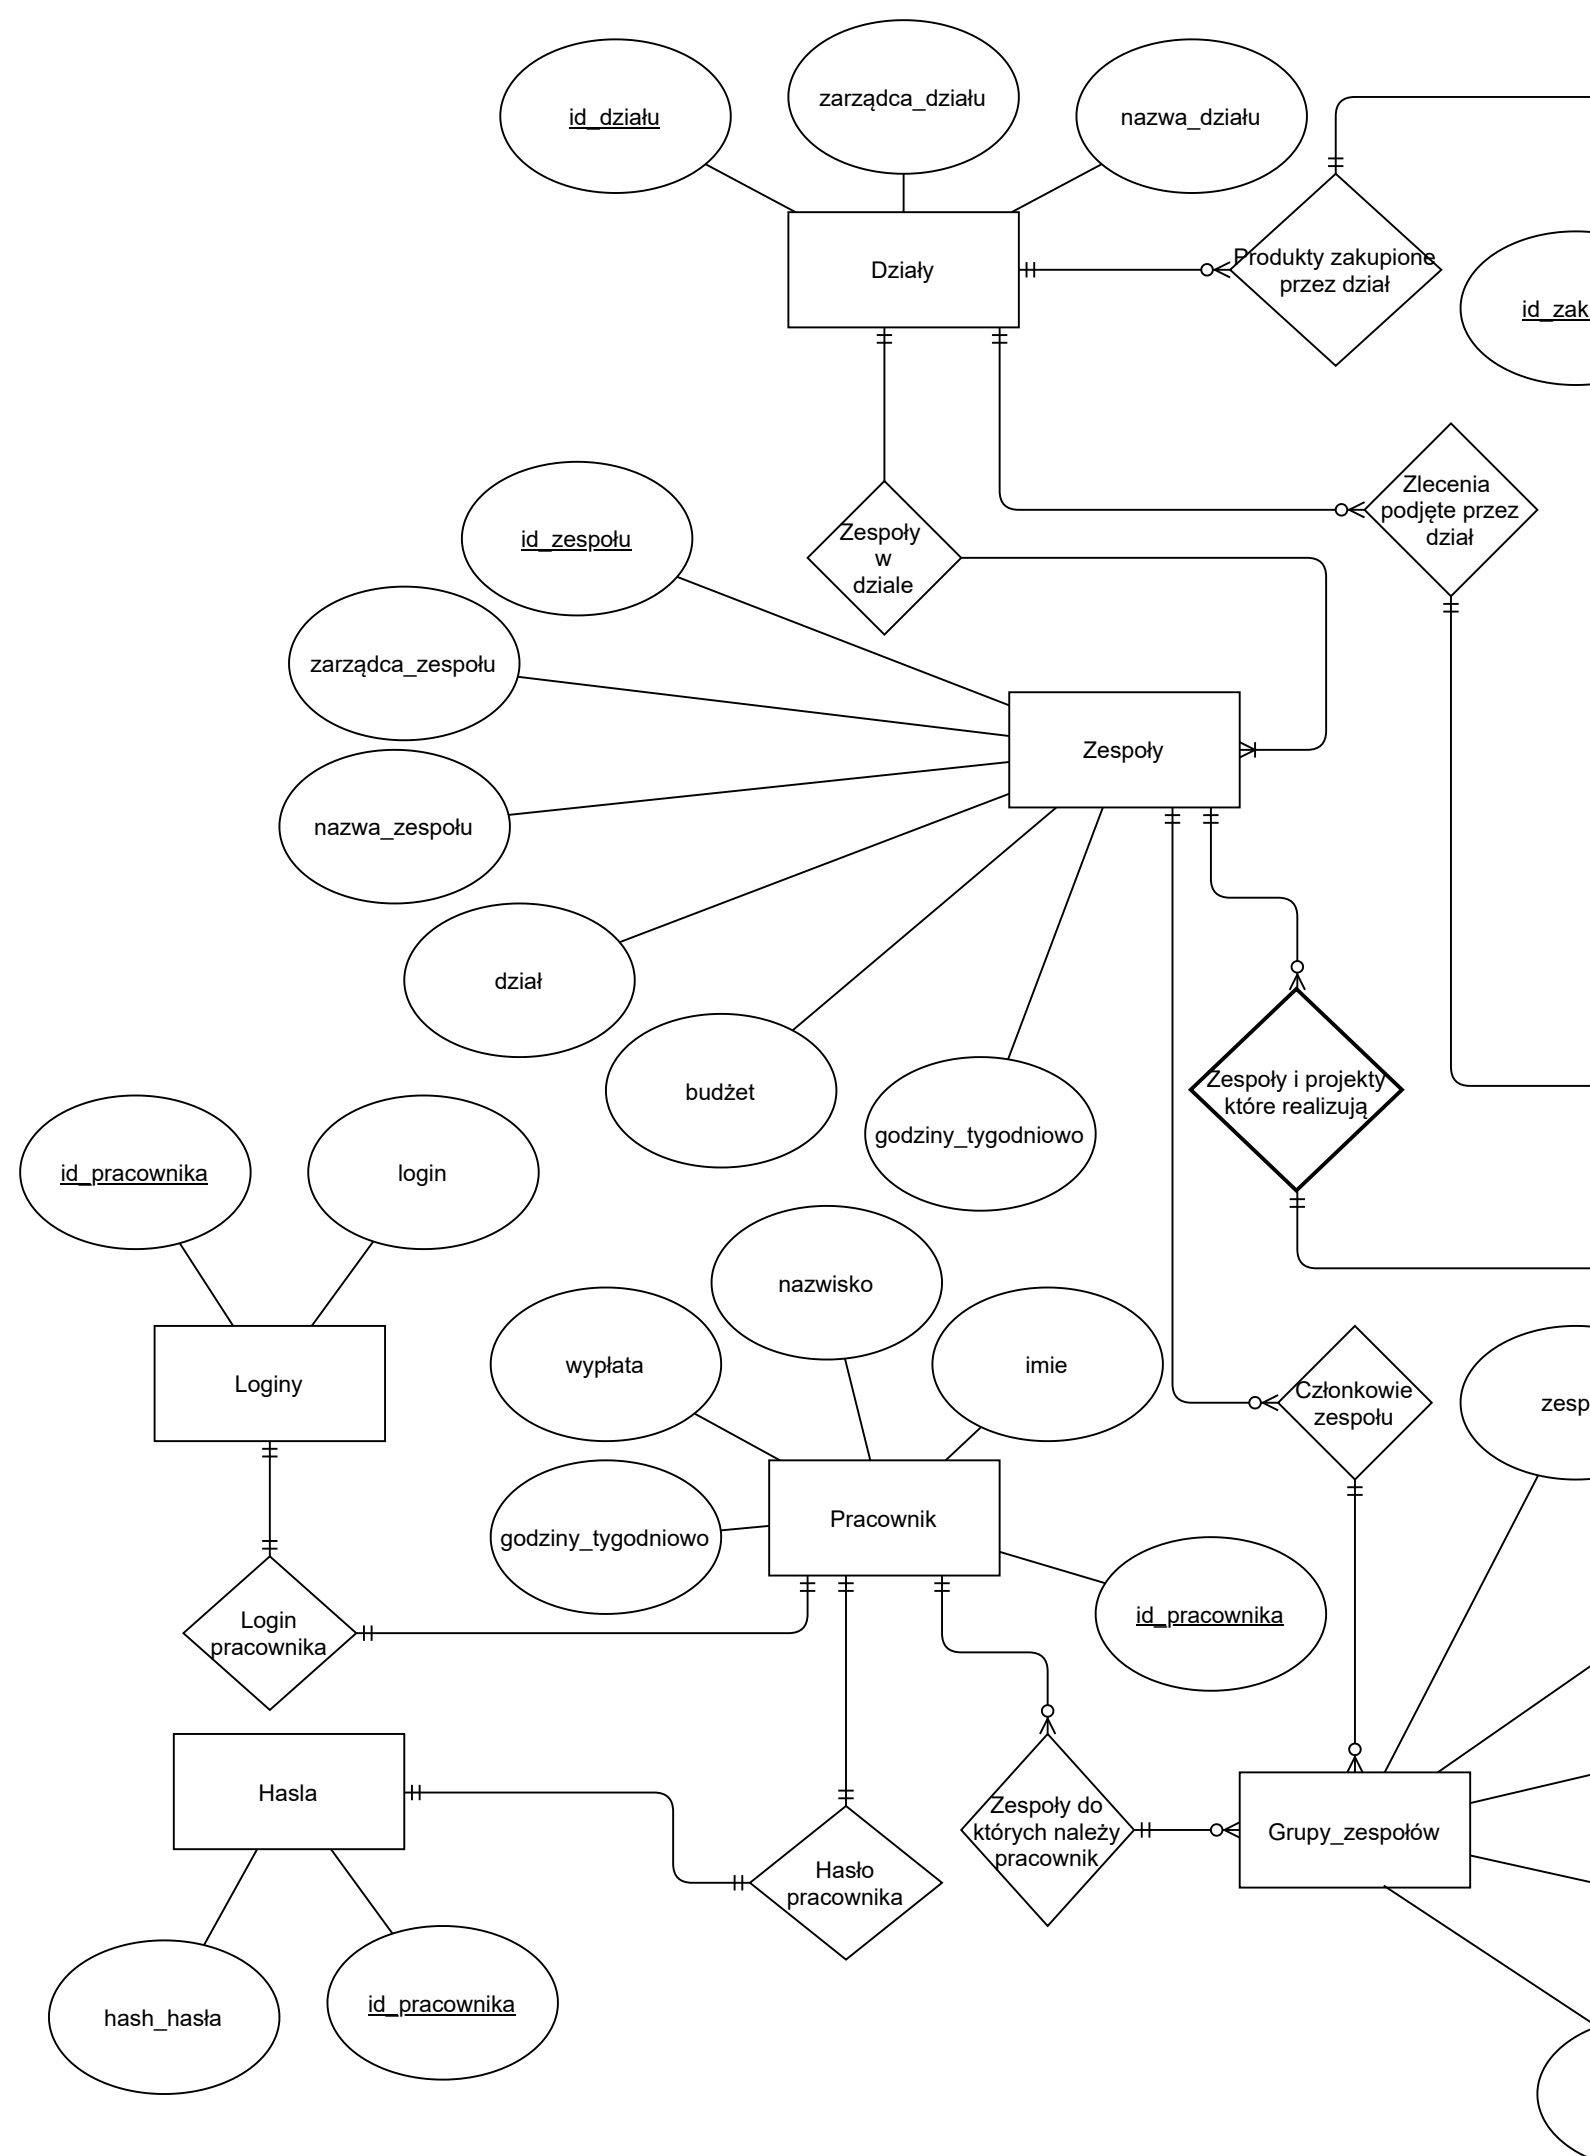 id_działu
zarządca_działu
nazwa_działu
Działy
Produkty zakupione
przez dział
id_zak
Zlecenia
podjęte przez
dział
Zespoły
w
dziale
id_zespołu
zarządca_zespołu
Zespoły
nazwa_zespołu
dział
budżet
godziny_tygodniowo
Zespoły i projekty
które realizują
id_pracownika
login
nazwisko
wypłata
imie
Loginy
Członkowie
zespołu
zesp
Pracownik
godziny_tygodniowo
id_pracownika
Login
pracownika
Hasla
Zespoły do
których należy
pracownik
Grupy_zespołów
Hasło
pracownika
hash_hasła
id_pracownika